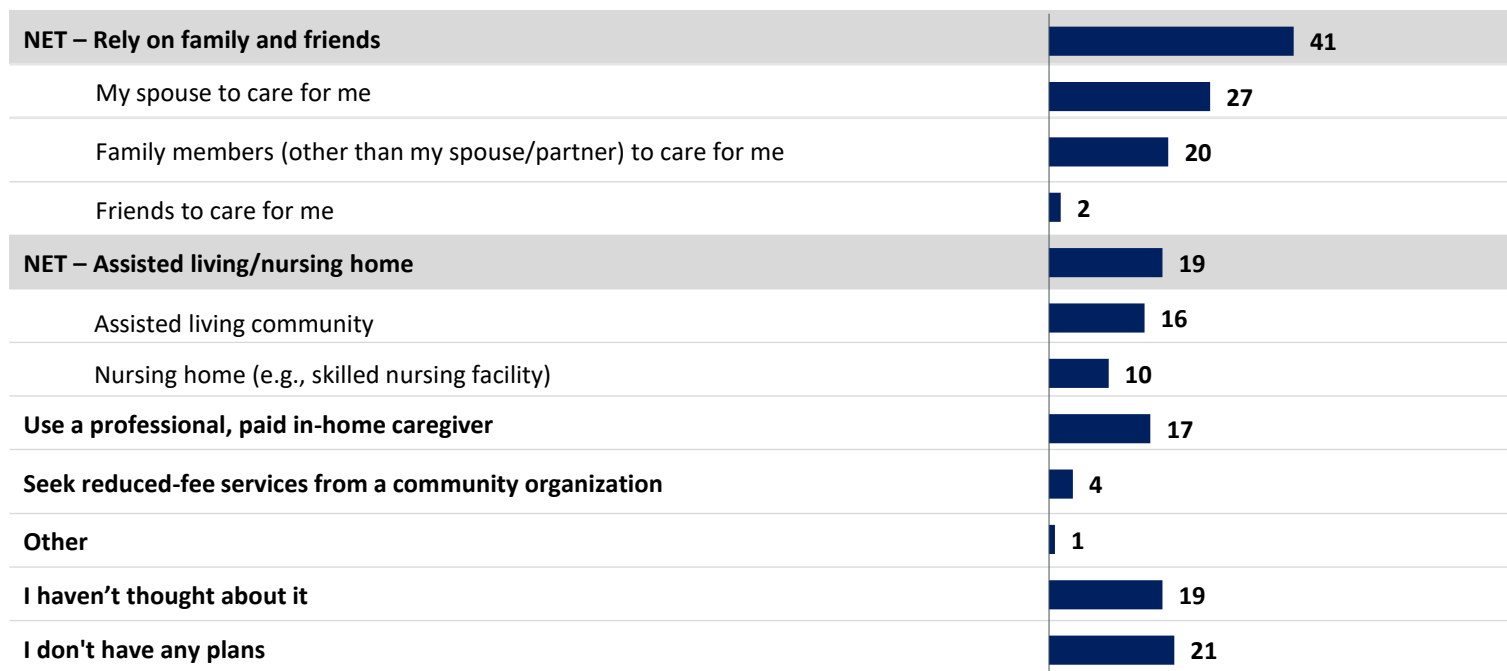 NET – Rely on family and friends 41
My spouse to care for me 27
Family members (other than my spouse/partner) to care for me 20
Friends to care for me 2
NET – Assisted living/nursing home 19
Assisted living community 16
Nursing home (e.g., skilled nursing facility) 10
Use a professional, paid in-home caregiver 17
Seek reduced-fee services from a community organization 4
Other 1
I haven’t thought about it 19
I don't have any plans 21